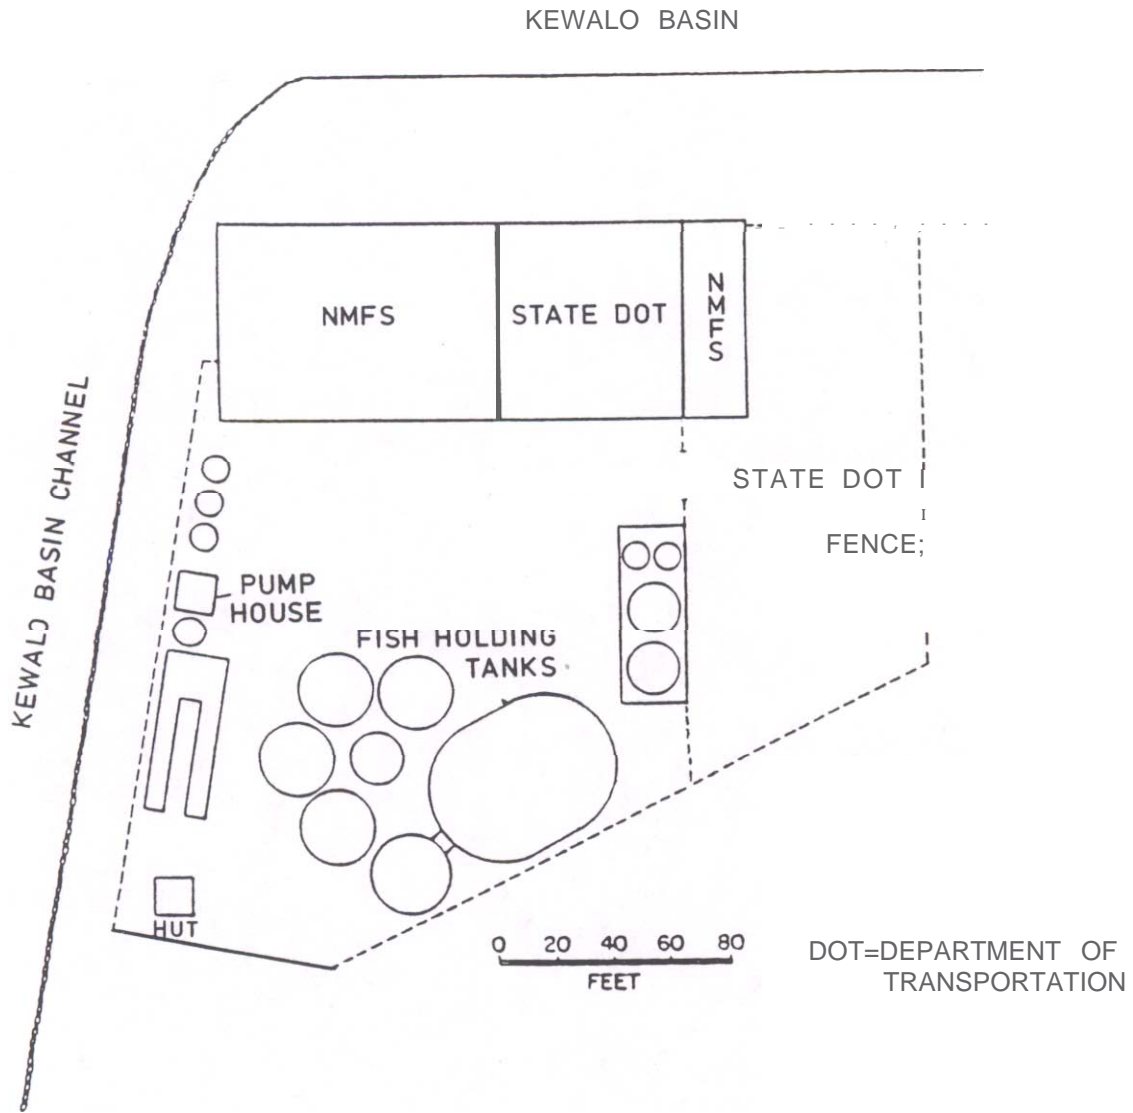 KEWALO BASIN
NMFS
STATE DOT
NMFS
KEWALO BASIN CHANNEL
STATE DOT
FENCE;
PUMP
HOUSE
FISH HOLDING
TANKS
HUT
0 20 40 60 80
FEET
DOT=DEPARTMENT OF
TRANSPORTATION